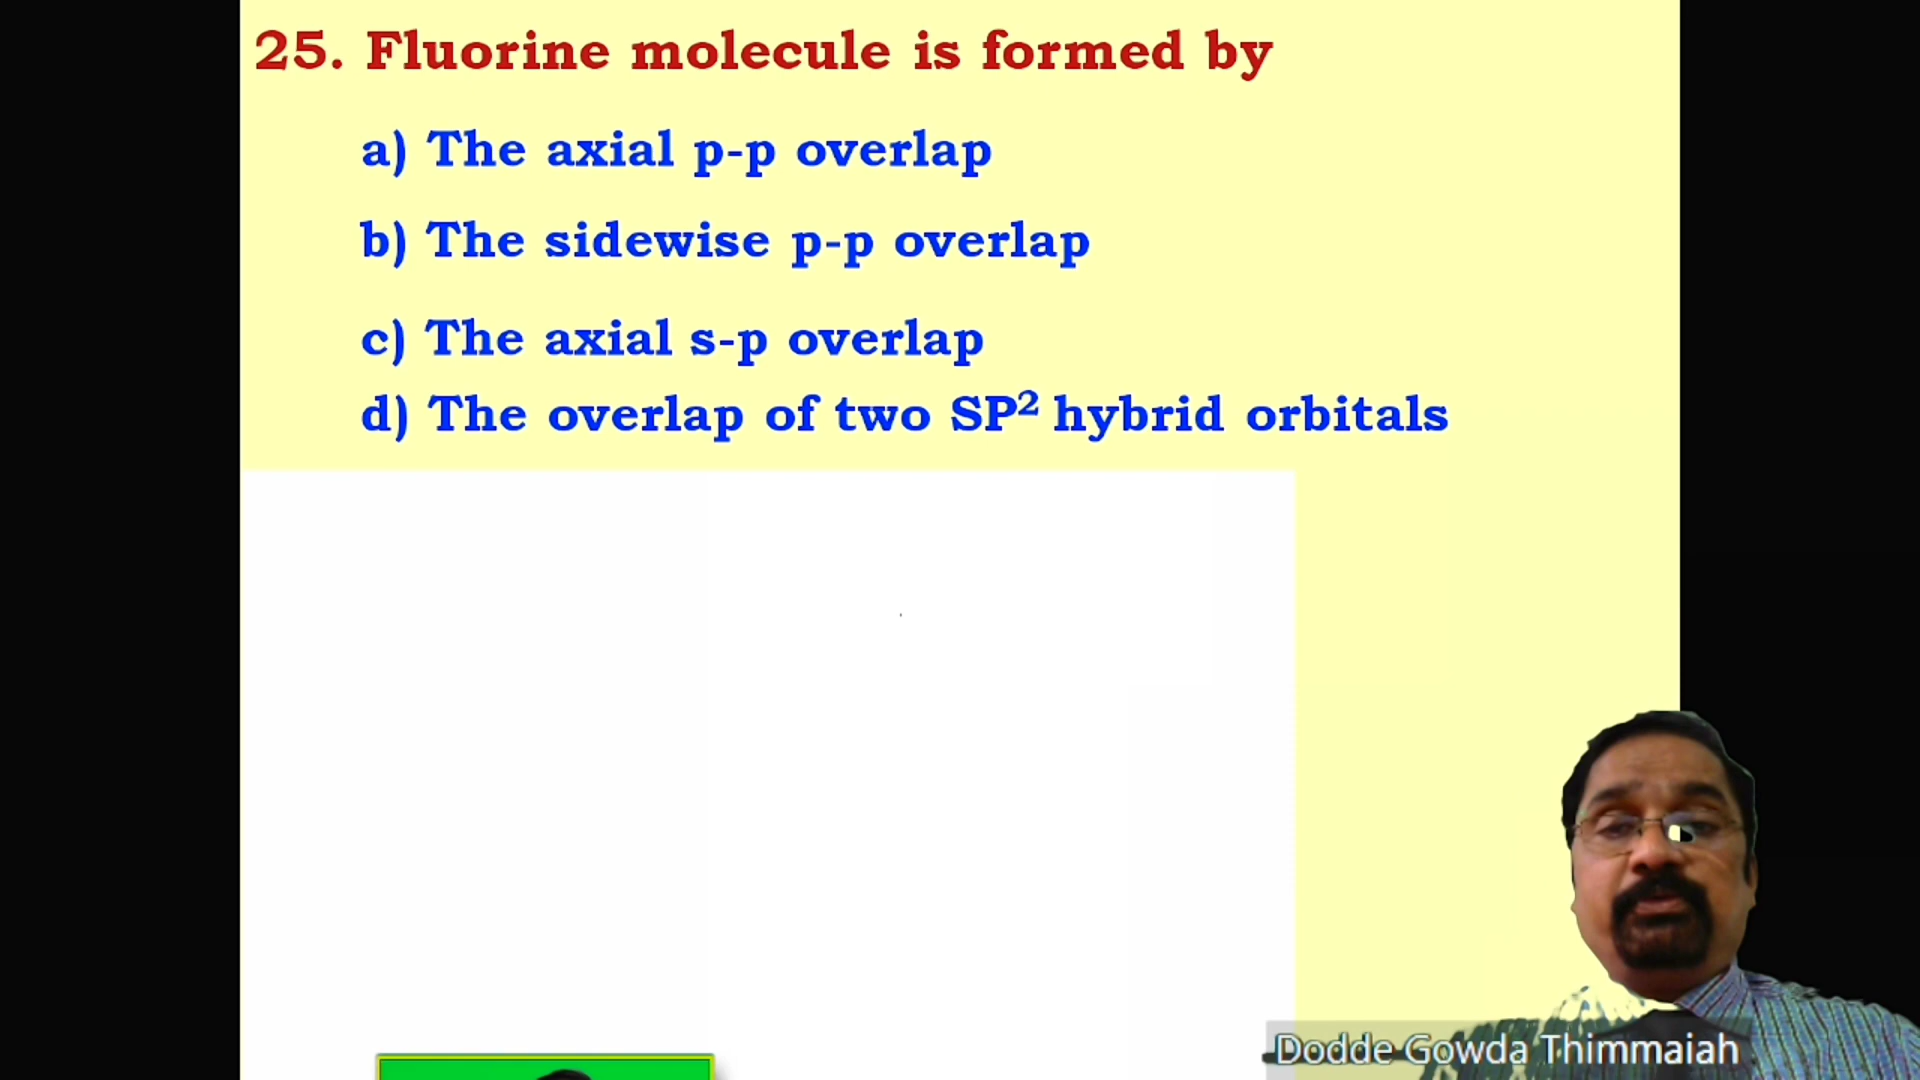 25. Fluorine molecule is formed by
a) The axial p-p overlap
b) The sidewise p-p overlap
c) The axial s-p overlap
d) The overlap of two SP² hybrid orbitals
Dodde Gowda Thimmaiah